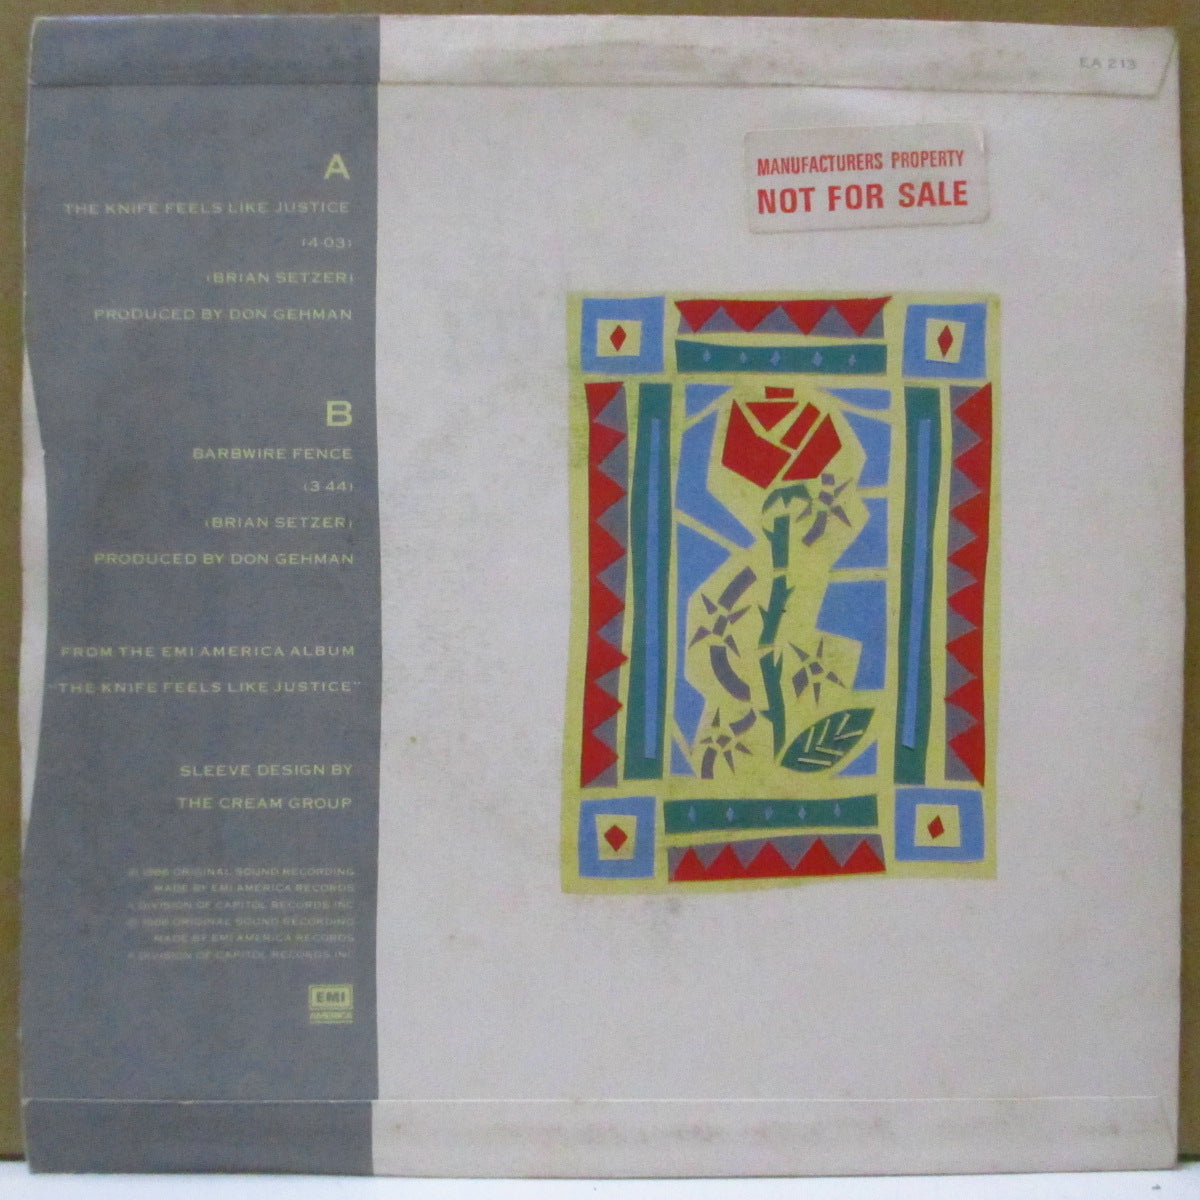 EA 213
MANUFACTURERS PROPERTY
NOT FOR SALE
A
THE KNIFE FEELS LIKE JUSTICE
(4·03)
(BRIAN SETZER)
PRODUCED BY DON GEHMAN
B
BARBWIRE FENCE
(3 44)
(BRIAN SETZER)
PRODUCED BY DON GEHMAN
FROM THE EMI AMERICA ALBUM
"THE KNIFE FEELS LIKE JUSTICE"
SLEEVE DESIGN BY
THE CREAM GROUP
℗ 1986 ORIGINAL SOUND RECORDING
MADE BY EMI AMERICA RECORDS
A DIVISION OF CAPITOL RECORDS INC
© 1986 ORIGINAL SOUND RECORDING
MADE BY EMI AMERICA RECORDS
A DIVISION OF CAPITOL RECORDS, INC
EMI
AMERICA